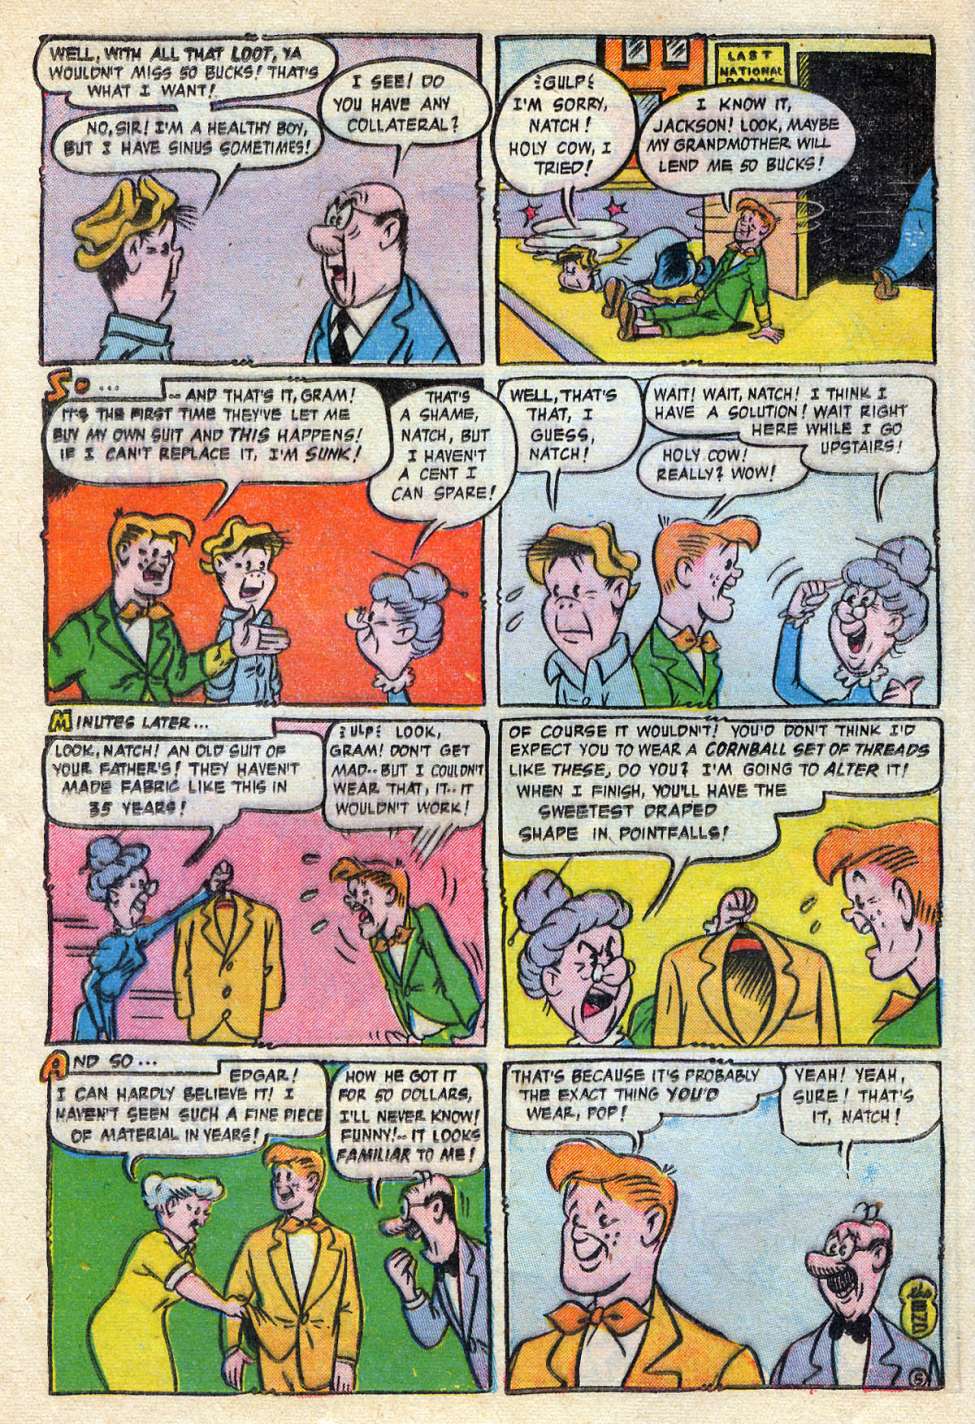 WELL, WITH ALL THAT LOOT, YA
WOULDN'T MISS 50 BUCKS! THAT'S
WHAT I WANT!
I SEE! DO
YOU HAVE ANY
COLLATERAL?
NO, SIR! I'M A HEALTHY BOY,
BUT I HAVE SINUS SOMETIMES!
LAST
NATIONAL
BANK
GULP!
I'M SORRY,
NATCH!
HOLY COW, I
TRIED!
I KNOW IT,
JACKSON! LOOK, MAYBE
MY GRANDMOTHER WILL
LEND ME 50 BUCKS!
SO...
-- AND THAT'S IT, GRAM!
IT'S THE FIRST TIME THEY'VE LET ME
BUY MY OWN SUIT AND THIS HAPPENS!
IF I CAN'T REPLACE IT, I'M SUNK!
THAT'S
A SHAME,
NATCH, BUT
I HAVEN'T
A CENT I
CAN SPARE!
WELL, THAT'S
THAT, I
GUESS,
NATCH!
WAIT! WAIT, NATCH! I THINK I
HAVE A SOLUTION! WAIT RIGHT
HERE WHILE I GO
UPSTAIRS!
HOLY COW!
REALLY? WOW!
MINUTES LATER...
LOOK, NATCH! AN OLD SUIT OF
YOUR FATHER'S! THEY HAVEN'T
MADE FABRIC LIKE THIS IN
35 YEARS!
ULP! LOOK,
GRAM! DON'T GET
MAD-- BUT I COULDN'T
WEAR THAT, IT-- IT
WOULDN'T WORK!
OF COURSE IT WOULDN'T! YOU'D DON'T THINK I'D
EXPECT YOU TO WEAR A CORNBALL SET OF THREADS
LIKE THESE, DO YOU? I'M GOING TO ALTER IT!
WHEN I FINISH, YOU'LL HAVE THE
SWEETEST DRAPED
SHAPE IN POINTFALLS!
AND SO...
EDGAR!
I CAN HARDLY BELIEVE IT! I
HAVEN'T SEEN SUCH A FINE PIECE
OF MATERIAL IN YEARS!
HOW HE GOT IT
FOR 50 DOLLARS,
I'LL NEVER KNOW!
FUNNY!-- IT LOOKS
FAMILIAR TO ME!
THAT'S BECAUSE IT'S PROBABLY
THE EXACT THING YOU'D
WEAR, POP!
YEAH! YEAH,
SURE! THAT'S
IT, NATCH!
the
END
5